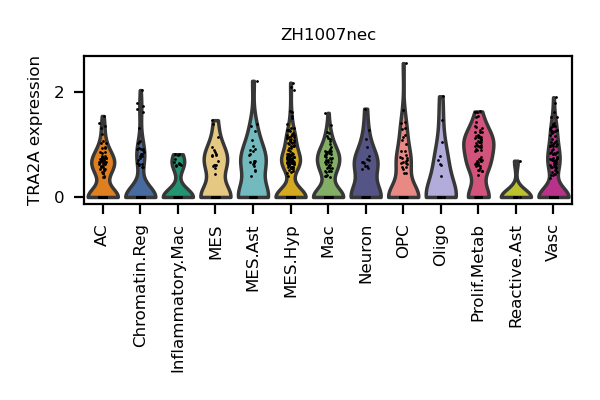 ZH1007nec
TRA2A expression
2
0
AC
Chromatin.Reg
Inflammatory.Mac
MES
MES.Ast
MES.Hyp
Mac
Neuron
OPC
Oligo
Prolif.Metab
Reactive.Ast
Vasc